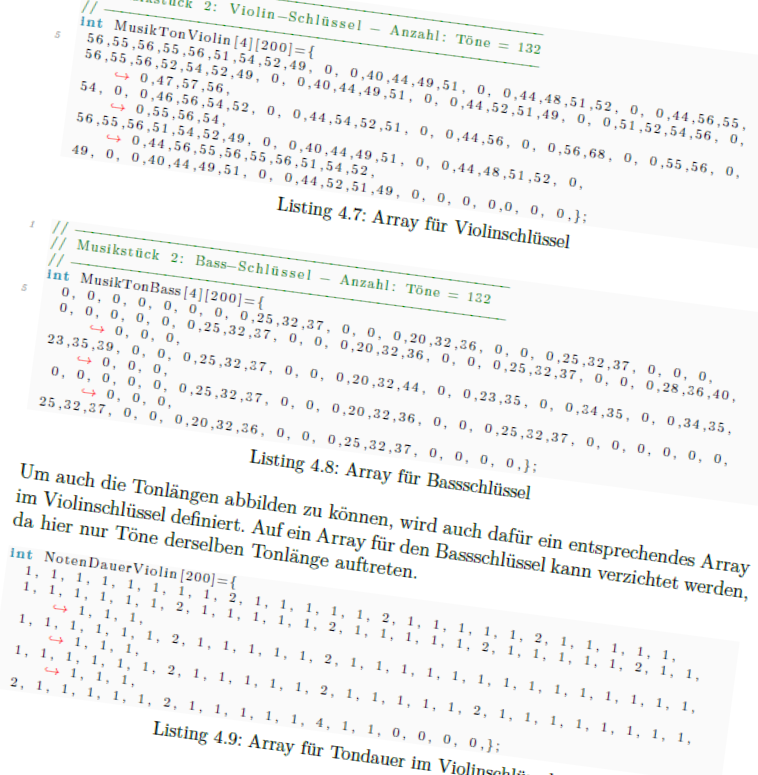 //
stück 2: Violin–Schlüssel – Anzahl: Töne = 132
//
int MusikTonViolin[4][200]={
5 56,55,56,55,56,51,54,52,49, 0, 0,40,44,49,51, 0, 0,44,48,51,52, 0, 0,44,56,55,
56,55,56,52,54,52,49, 0, 0,40,44,49,51, 0, 0,44,52,51,49, 0, 0,51,52,54,56, 0,
↪ 0,47,57,56,
54, 0, 0,46,56,54,52, 0, 0,44,54,52,51, 0, 0,44,56, 0, 0,56,68, 0, 0,55,56, 0,
↪ 0,55,56,54,
56,55,56,51,54,52,49, 0, 0,40,44,49,51, 0, 0,44,48,51,52, 0, 0,
↪ 0,44,56,55,56,55,56,51,54,52,
49, 0, 0,40,44,49,51, 0, 0,44,52,51,49, 0, 0, 0, 0,0, 0, 0,};
Listing 4.7: Array für Violinschlüssel
1 //
// Musikstück 2: Bass–Schlüssel – Anzahl: Töne = 132
//
int MusikTonBass[4][200]={
5 0, 0, 0, 0, 0, 0, 0, 0,25,32,37, 0, 0, 0,20,32,36, 0, 0, 0,25,32,37, 0, 0, 0,
0, 0, 0, 0, 0, 0,25,32,37, 0, 0, 0,20,32,36, 0, 0, 0,25,32,37, 0, 0, 0,28,36,40,
↪ 0, 0, 0,
23,35,39, 0, 0, 0,25,32,37, 0, 0, 0,20,32,44, 0, 0,23,35, 0, 0,34,35, 0, 0,34,35,
↪ 0, 0, 0,
0, 0, 0, 0, 0, 0,25,32,37, 0, 0, 0,20,32,36, 0, 0, 0,25,32,37, 0, 0, 0, 0, 0, 0,
↪ 0, 0, 0,
25,32,37, 0, 0, 0,20,32,36, 0, 0, 0,25,32,37, 0, 0, 0, 0,};
Listing 4.8: Array für Bassschlüssel
Um auch die Tonlängen abbilden zu können, wird auch dafür ein entsprechendes Array
im Violinschlüssel definiert. Auf ein Array für den Bassschlüssel kann verzichtet werden,
da hier nur Töne derselben Tonlänge auftreten.
int NotenDauerViolin[200]={
1, 1, 1, 1, 1, 1, 1, 1, 2, 1, 1, 1, 1, 1, 2, 1, 1, 1, 1, 1, 2, 1, 1, 1, 1, 1,
1, 1, 1, 1, 1, 1, 2, 1, 1, 1, 1, 1, 2, 1, 1, 1, 1, 1, 2, 1, 1, 1, 1, 1, 2, 1, 1,
↪ 1, 1, 1,
1, 1, 1, 1, 1, 1, 2, 1, 1, 1, 1, 1, 2, 1, 1, 1, 1, 1, 1, 1, 1, 1, 1, 1, 1, 1, 1,
↪ 1, 1, 1,
1, 1, 1, 1, 1, 1, 2, 1, 1, 1, 1, 1, 2, 1, 1, 1, 1, 1, 2, 1, 1, 1, 1, 1, 1, 1, 1,
↪ 1, 1, 1,
2, 1, 1, 1, 1, 1, 2, 1, 1, 1, 1, 1, 4, 1, 1, 0, 0, 0, 0,};
Listing 4.9: Array für Tondauer im